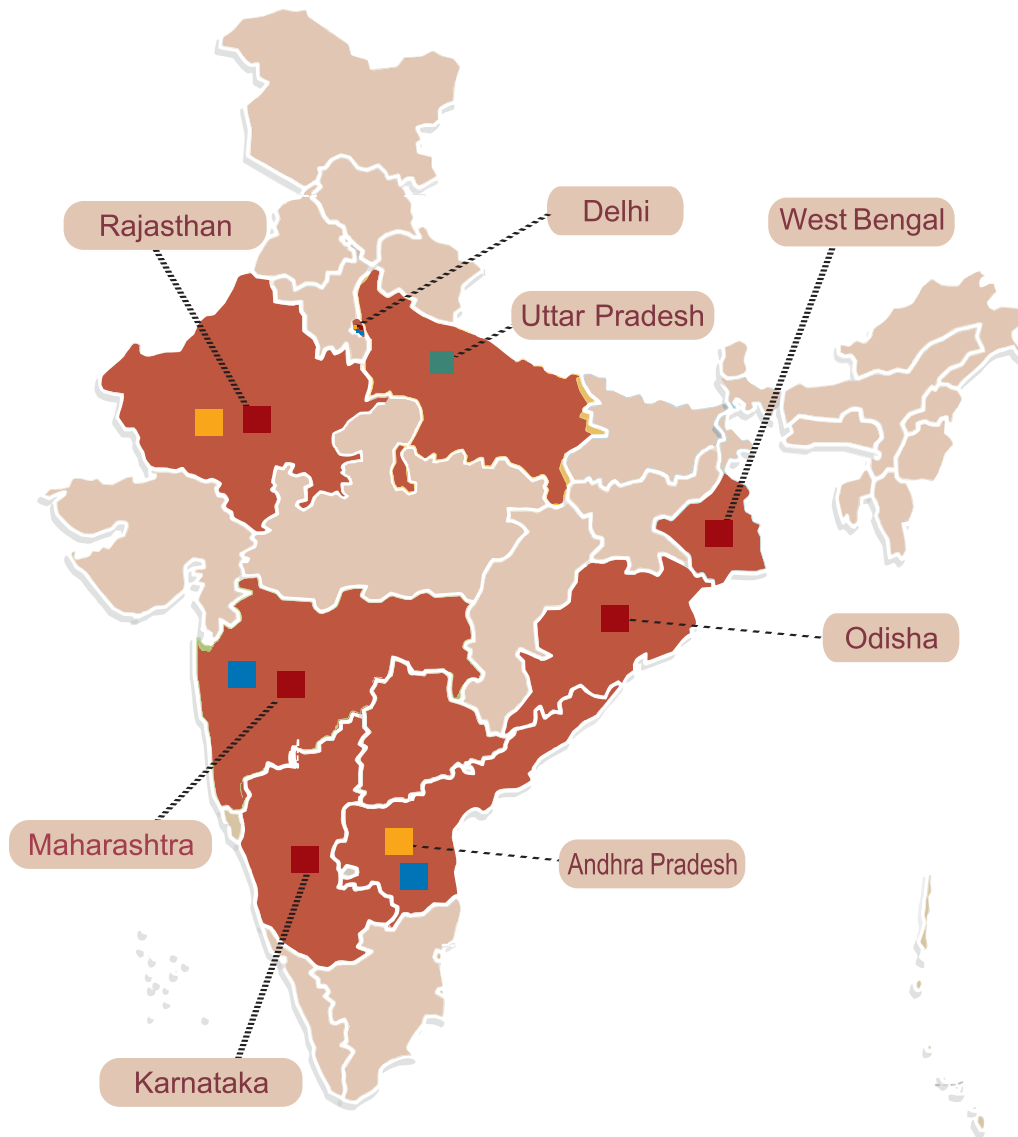 Delhi
West Bengal
Rajasthan
Uttar Pradesh
Odisha
Maharashtra
Andhra Pradesh
Karnataka